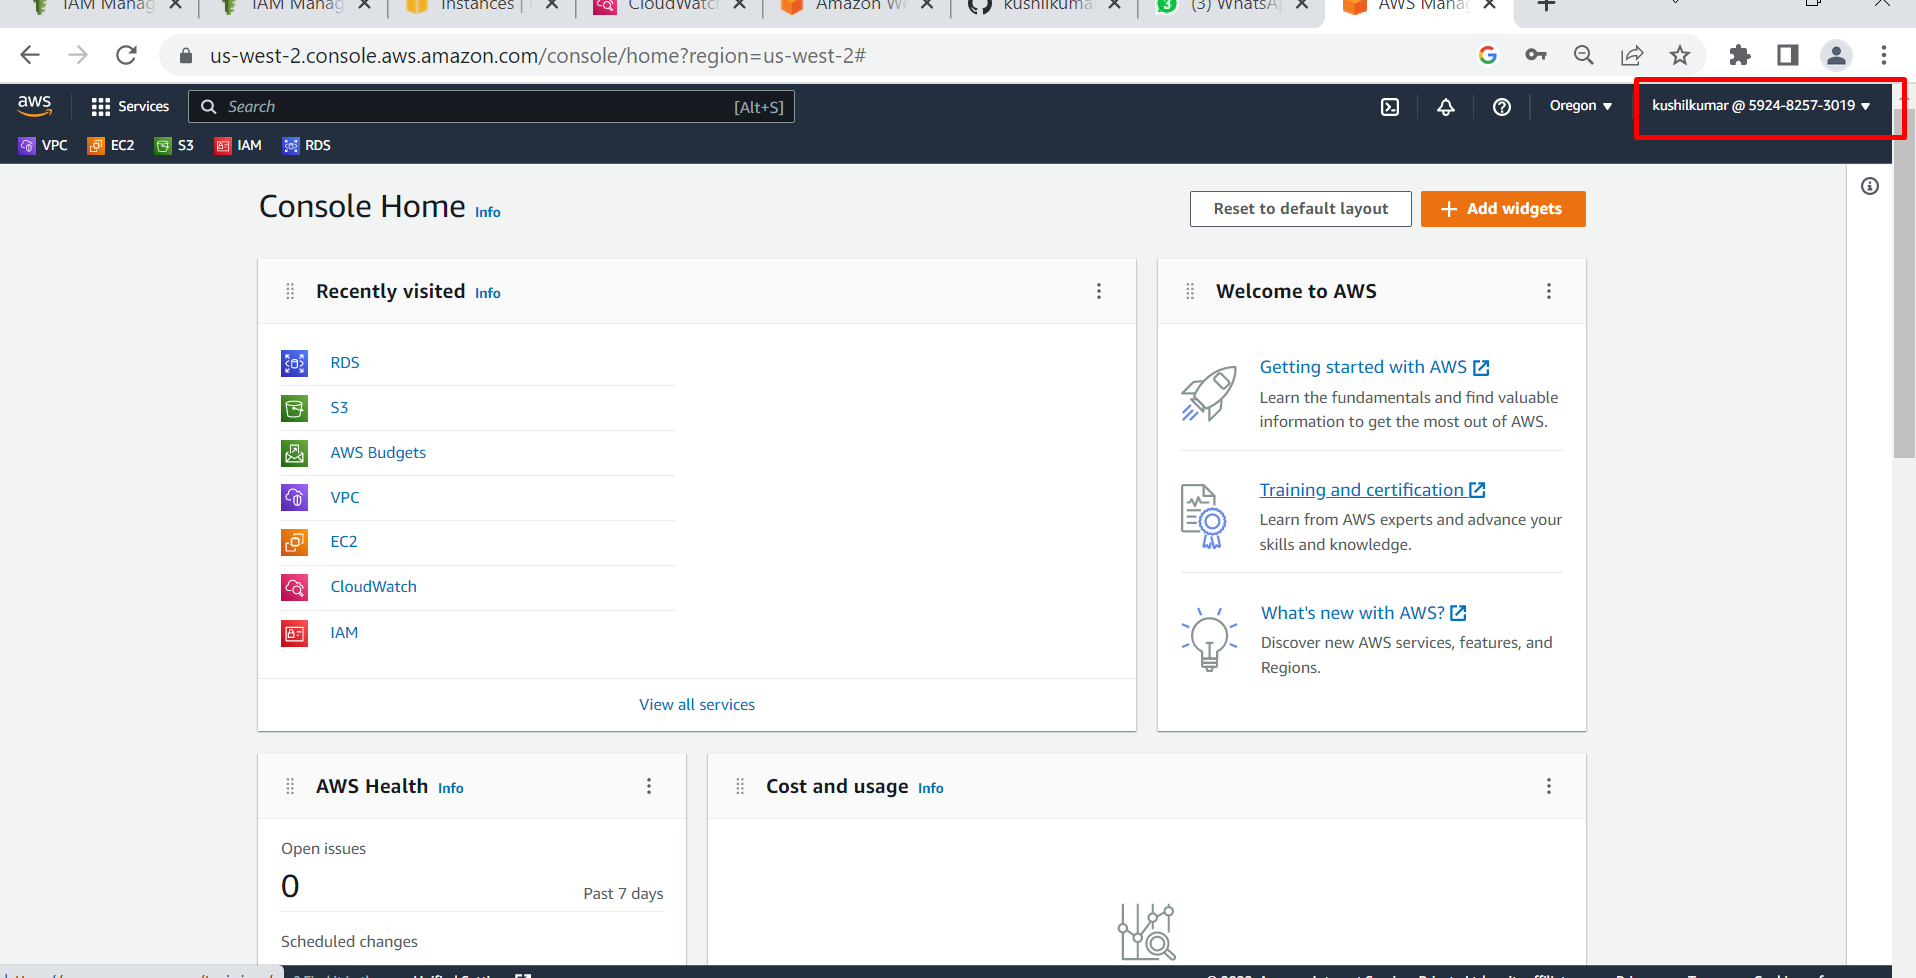 IAM Manag
IAM Manag
Instances |
CloudWatch
Amazon We
kushilkumar
(3) WhatsAp
AWS Manag
us-west-2.console.aws.amazon.com/console/home?region=us-west-2#
aws
Services
Search
[Alt+S]
Oregon
kushilkumar @ 5924-8257-3019
VPC
EC2
S3
IAM
RDS
Console Home
Info
Reset to default layout
Add widgets
Recently visited
Info
RDS
S3
AWS Budgets
VPC
EC2
CloudWatch
IAM
View all services
Welcome to AWS
Getting started with AWS
Learn the fundamentals and find valuable
information to get the most out of AWS.
Training and certification
Learn from AWS experts and advance your
skills and knowledge.
What's new with AWS?
Discover new AWS services, features, and
Regions.
AWS Health
Info
Open issues
0
Past 7 days
Scheduled changes
Cost and usage
Info